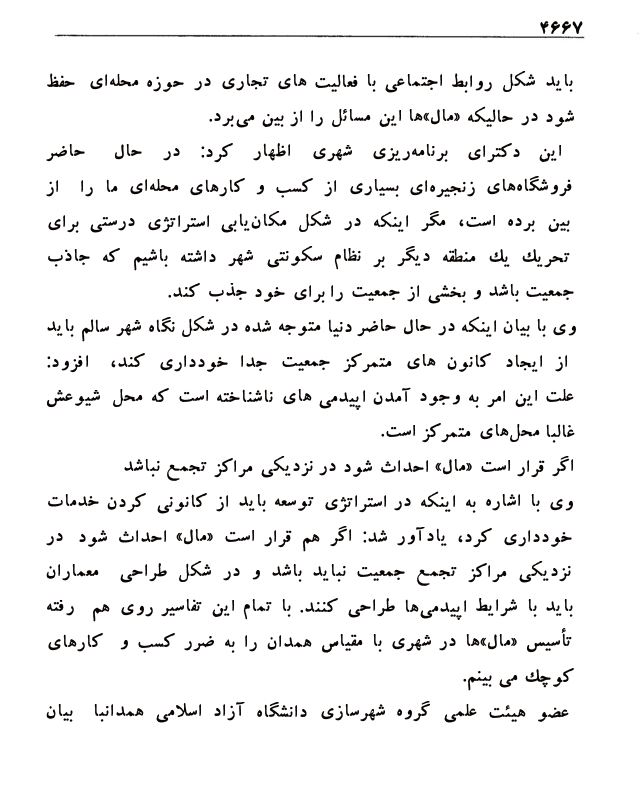 ۴۶۶۷
باید شکل روابط اجتماعی با فعالیت های تجاری در حوزه محله‌ای حفظ
شود در حالیکه «مال»ها این مسائل را از بین می‌برد.
این دکترای برنامه‌ریزی شهری اظهار کرد: در حال حاضر
فروشگاه‌های زنجیره‌ای بسیاری از کسب و کارهای محله‌ای ما را از
بین برده است، مگر اینکه در شکل مکان‌یابی استراتژی درستی برای
تحریك یك منطقه دیگر بر نظام سکونتی شهر داشته باشیم که جاذب
جمعیت باشد و بخشی از جمعیت را برای خود جذب کند.
وی با بیان اینکه در حال حاضر دنیا متوجه شده در شکل نگاه شهر سالم باید
از ایجاد کانون های متمرکز جمعیت جدا خودداری کند، افزود:
علت این امر به وجود آمدن اپیدمی های ناشناخته است که محل شیوعش
غالبا محل‌های متمرکز است.
اگر قرار است «مال» احداث شود در نزدیکی مراکز تجمع نباشد
وی با اشاره به اینکه در استراتژی توسعه باید از کانونی کردن خدمات
خودداری کرد، یادآور شد: اگر هم قرار است «مال» احداث شود در
نزدیکی مراکز تجمع جمعیت نباید باشد و در شکل طراحی معماران
باید با شرایط اپیدمی‌ها طراحی کنند. با تمام این تفاسیر روی هم رفته
تأسیس «مال»ها در شهری با مقیاس همدان را به ضرر کسب و کارهای
کوچك می بینم.
عضو هیئت علمی گروه شهرسازی دانشگاه آزاد اسلامی همدانبا بیان